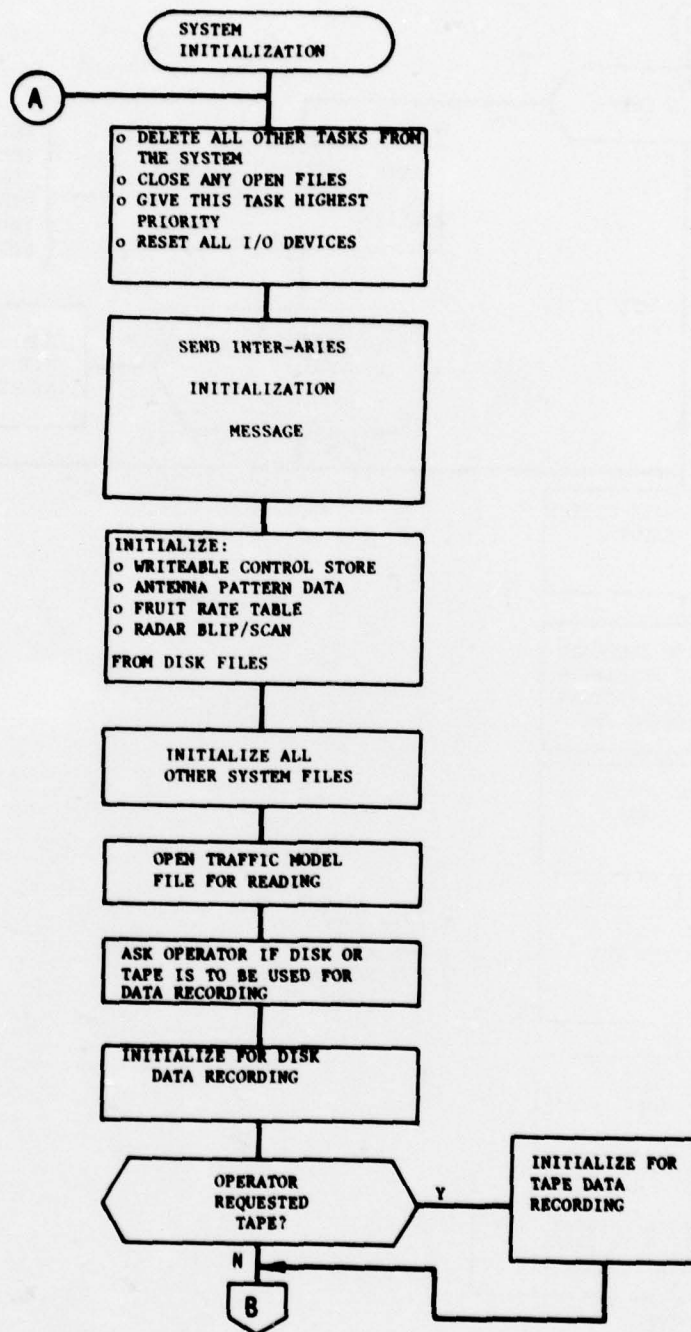 SYSTEM
INITIALIZATION
A
o DELETE ALL OTHER TASKS FROM
THE SYSTEM
o CLOSE ANY OPEN FILES
o GIVE THIS TASK HIGHEST
PRIORITY
o RESET ALL I/O DEVICES
SEND INTER-ARIES
INITIALIZATION
MESSAGE
INITIALIZE:
o WRITEABLE CONTROL STORE
o ANTENNA PATTERN DATA
o FRUIT RATE TABLE
o RADAR BLIP/SCAN
FROM DISK FILES
INITIALIZE ALL
OTHER SYSTEM FILES
OPEN TRAFFIC MODEL
FILE FOR READING
ASK OPERATOR IF DISK OR
TAPE IS TO BE USED FOR
DATA RECORDING
INITIALIZE FOR DISK
DATA RECORDING
OPERATOR
REQUESTED
TAPE?
Y
INITIALIZE FOR
TAPE DATA
RECORDING
N
B